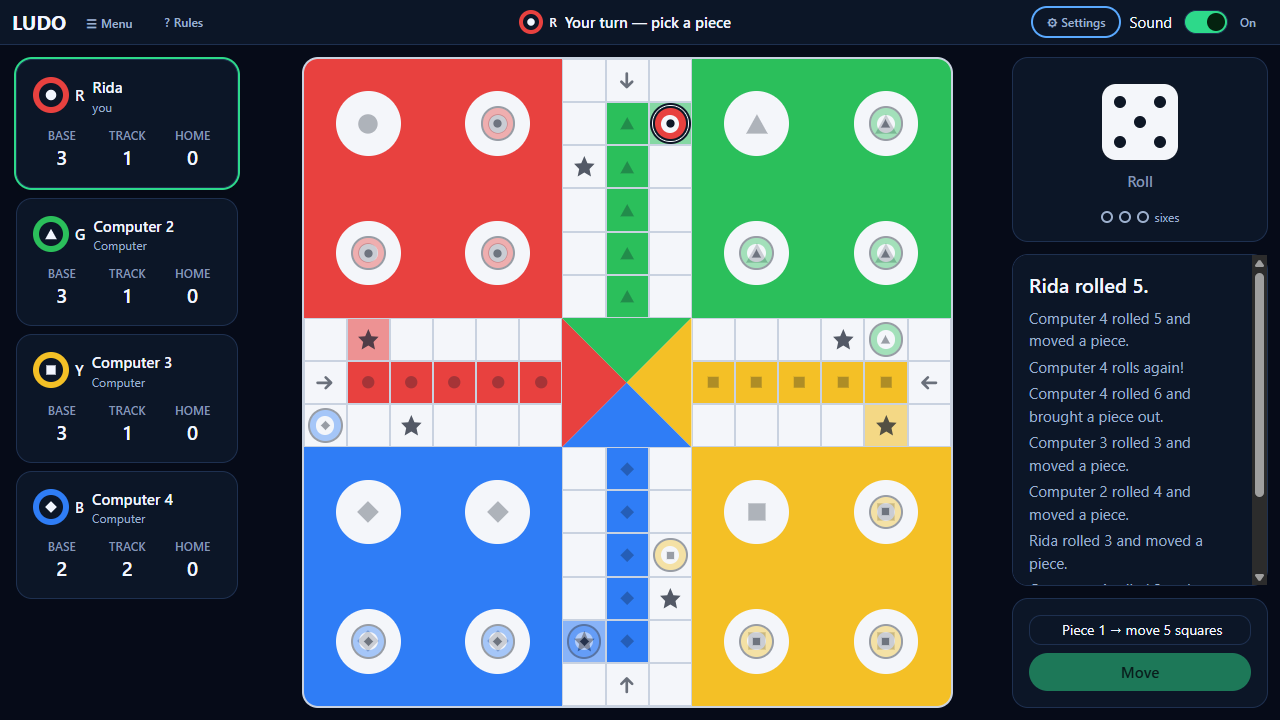 LUDO
☰ Menu
? Rules
R Your turn — pick a piece
⚙ Settings
Sound
On
R Rida
you
BASE TRACK HOME
3 1 0
G Computer 2
Computer
BASE TRACK HOME
3 1 0
Y Computer 3
Computer
BASE TRACK HOME
3 1 0
B Computer 4
Computer
BASE TRACK HOME
2 2 0
Roll
sixes
Rida rolled 5.
Computer 4 rolled 5 and
moved a piece.
Computer 4 rolls again!
Computer 4 rolled 6 and
brought a piece out.
Computer 3 rolled 3 and
moved a piece.
Computer 2 rolled 4 and
moved a piece.
Rida rolled 3 and moved a
piece.
Piece 1 → move 5 squares
Move